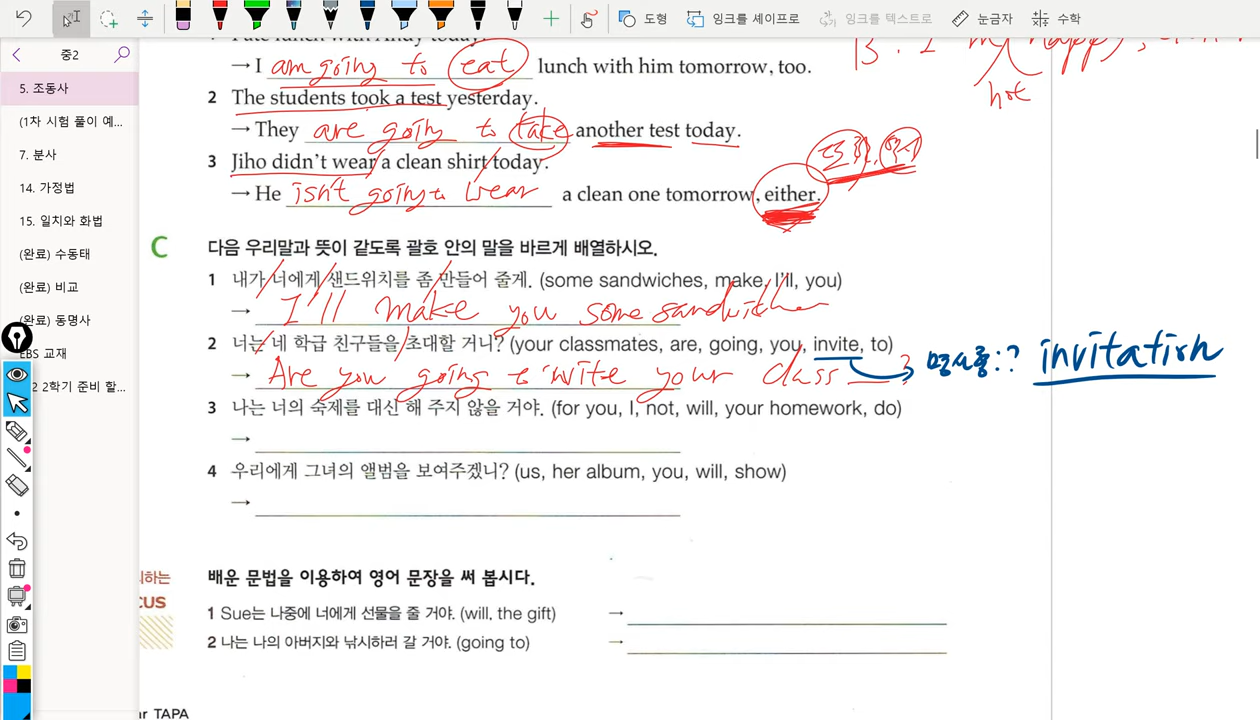 도형
잉크를 셰이프로
잉크를 텍스트로
눈금자
수학
중2
5. 조동사
(1차 시험 풀이 예...
7. 분사
14. 가정법
15. 일치와 화법
(완료) 수동태
(완료) 비교
(완료) 동명사
EBS 교재
2 2학기 준비 할
→ I am going to eat lunch with him tomorrow, too.
hot
2 The students took a test yesterday.
→ They are going to take another test today.
3 Jiho didn't wear a clean shirt today.
→ He isn't going to wear a clean one tomorrow, either.
C 다음 우리말과 뜻이 같도록 괄호 안의 말을 바르게 배열하시오.
1 내가 너에게 샌드위치를 좀 만들어 줄게. (some sandwiches, make, I'll, you)
→ I'll make you some sandwiches
2 너는 네 학급 친구들을 초대할 거니? (your classmates, are, going, you, invite, to)
→ Are you going to invite your class ?
명사형:? invitation
3 나는 너의 숙제를 대신 해 주지 않을 거야. (for you, I, not, will, your homework, do)
→
4 우리에게 그녀의 앨범을 보여주겠니? (us, her album, you, will, show)
→
하는
CUS
배운 문법을 이용하여 영어 문장을 써 봅시다.
1 Sue는 나중에 너에게 선물을 줄 거야. (will, the gift) →
2 나는 나의 아버지와 낚시하러 갈 거야. (going to) →
ar TAPA